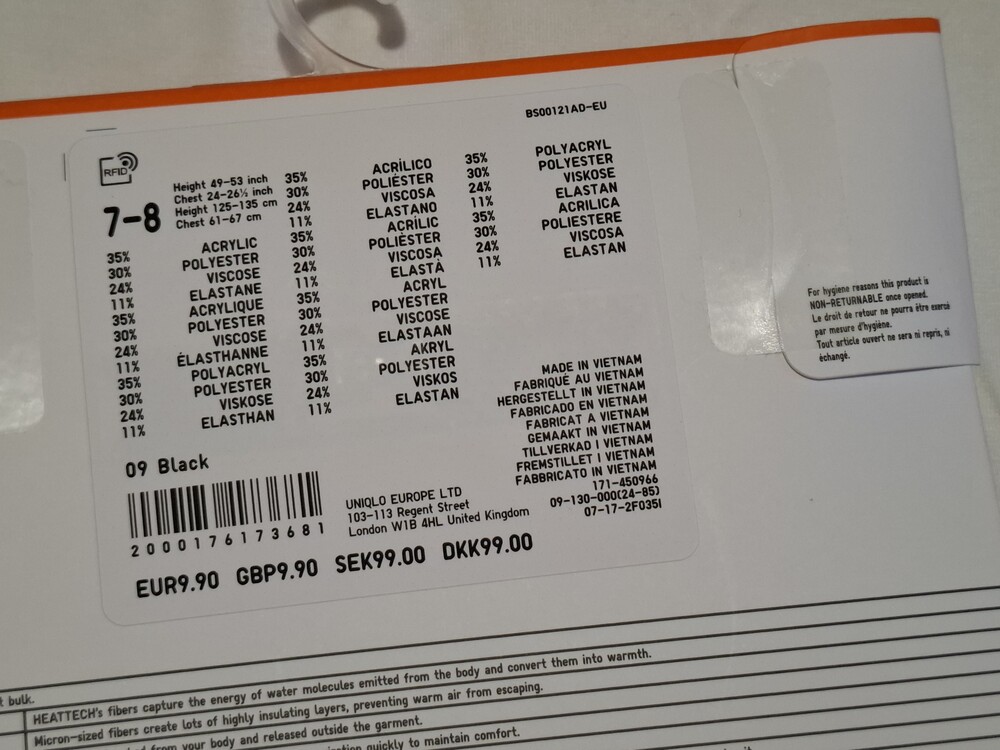 BS00121AD-EU
RFID
7-8
Height 49-53 inch
Chest 24-26½ inch
Height 125-135 cm
Chest 61-67 cm
35% ACRYLIC
30% POLYESTER
24% VISCOSE
11% ELASTANE
35% ACRYLIQUE
30% POLYESTER
24% VISCOSE
11% ÉLASTHANNE
35% POLYACRYL
30% POLYESTER
24% VISKOSE
11% ELASTHAN
35% ACRÍLICO
30% POLIÉSTER
24% VISCOSA
11% ELASTANO
35% ACRÍLIC
30% POLIÈSTER
24% VISCOSA
11% ELASTÀ
35% ACRYL
30% POLYESTER
24% VISCOSE
11% ELASTAAN
35% AKRYL
30% POLYESTER
24% VISKOS
11% ELASTAN
35% POLYACRYL
30% POLYESTER
24% VISKOSE
11% ELASTAN
35% ACRILICA
30% POLIESTERE
24% VISCOSA
11% ELASTAN
MADE IN VIETNAM
FABRIQUÉ AU VIETNAM
HERGESTELLT IN VIETNAM
FABRICADO EN VIETNAM
FABRICAT A VIETNAM
GEMAAKT IN VIETNAM
TILLVERKAD I VIETNAM
FREMSTILLET I VIETNAM
FABBRICATO IN VIETNAM
171-450966
09-130-000(24-85)
07-17-2F035I
09 Black
2000176173681
UNIQLO EUROPE LTD
103-113 Regent Street
London W1B 4HL United Kingdom
EUR9.90 GBP9.90 SEK99.00 DKK99.00
For hygiene reasons this product is
NON-RETURNABLE once opened.
Le droit de retour ne pourra être exersé
par mesure d'hygiène.
Tout article ouvert ne sera ni repris, ni
échangé.
bulk.
HEATTECH's fibers capture the energy of water molecules emitted from the body and convert them into warmth.
Micron-sized fibers create lots of highly insulating layers, preventing warm air from escaping.
from your body and released outside the garment.
quickly to maintain comfort.